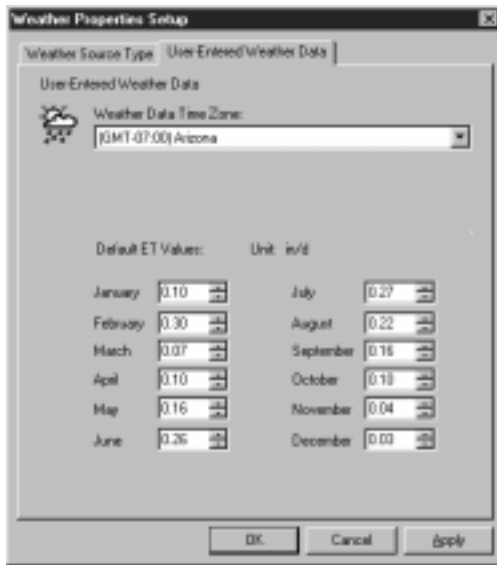 Weather Properties Setup
Weather Source Type
User-Entered Weather Data
User-Entered Weather Data
Weather Data Time Zone:
(GMT-07:00) Arizona
Default ET Values: Unit: in/d
January 0.10
February 0.30
March 0.07
April 0.10
May 0.16
June 0.26
July 0.27
August 0.22
September 0.16
October 0.10
November 0.04
December 0.03
OK
Cancel
Apply